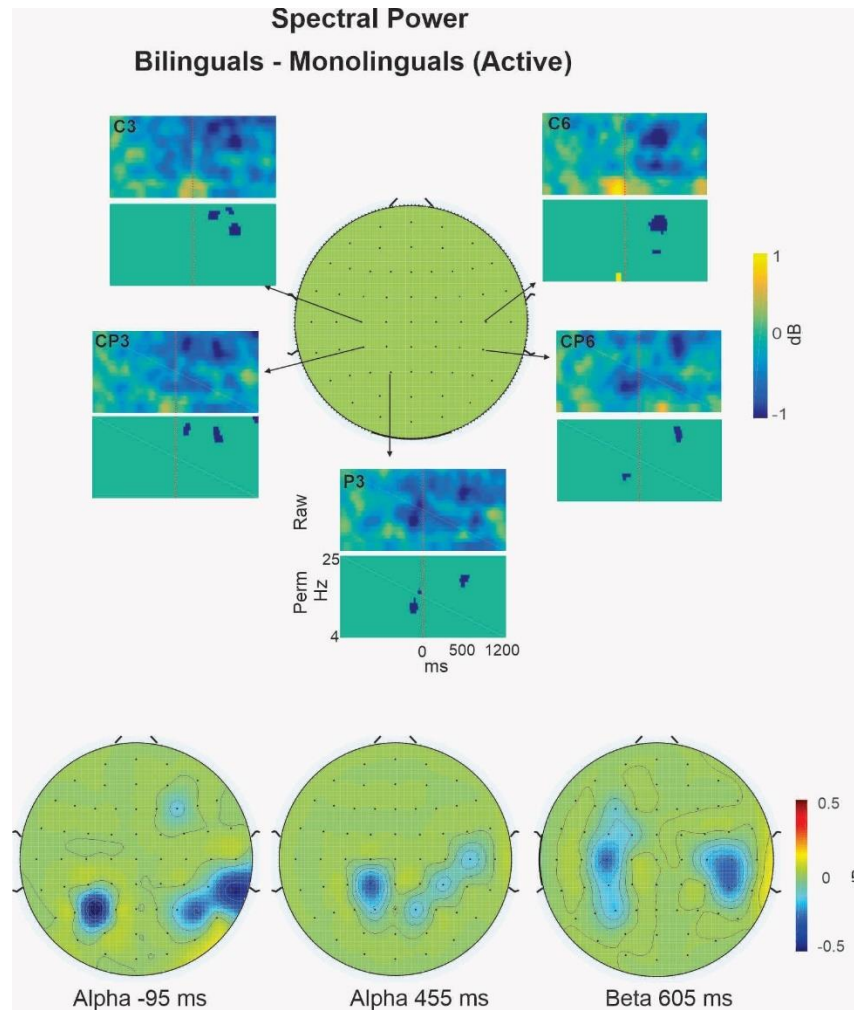 Spectral Power
Bilinguals - Monolinguals (Active)
C3
C6
1
0
-1
dB
CP3
CP6
P3
Raw
25
Perm
Hz
4
0 500 1200
ms
0.5
0
-0.5
Alpha -95 ms
Alpha 455 ms
Beta 605 ms